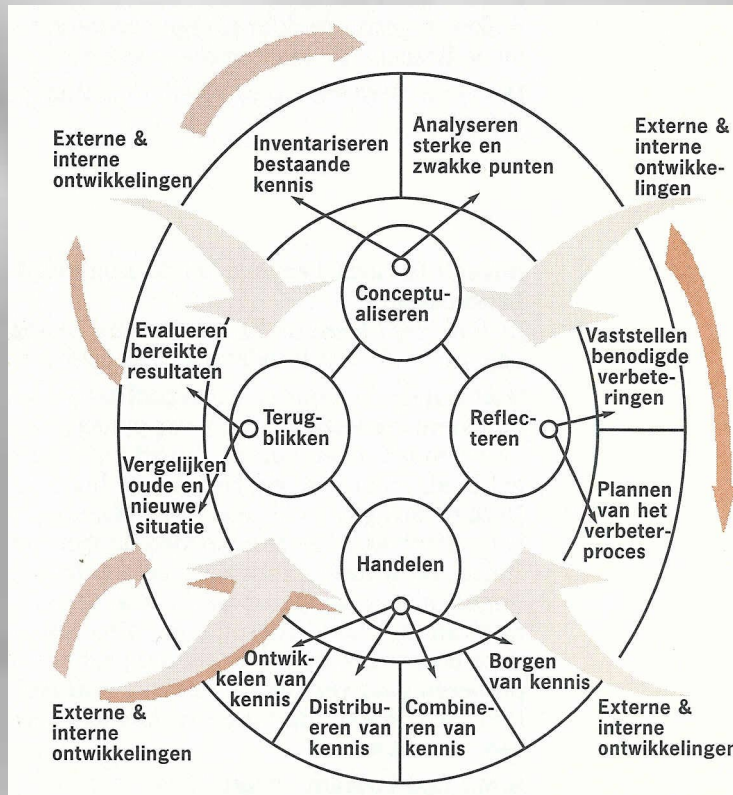 Externe &
interne
ontwikkelingen
Inventariseren
bestaande
kennis
Analyseren
sterke en
zwakke punten
Externe &
interne
ontwikke-
lingen
Conceptu-
aliseren
Evalueren
bereikte
resultaten
Vaststellen
benodigde
verbete-
ringen
Terug-
blikken
Reflec-
teren
Vergelijken
oude en
nieuwe
situatie
Plannen
van het
verbeter-
proces
Handelen
Ontwik-
kelen van
kennis
Distribu-
eren van
kennis
Combine-
ren van
kennis
Borgen
van kennis
Externe &
interne
ontwikkelingen
Externe &
interne
ontwikkelingen